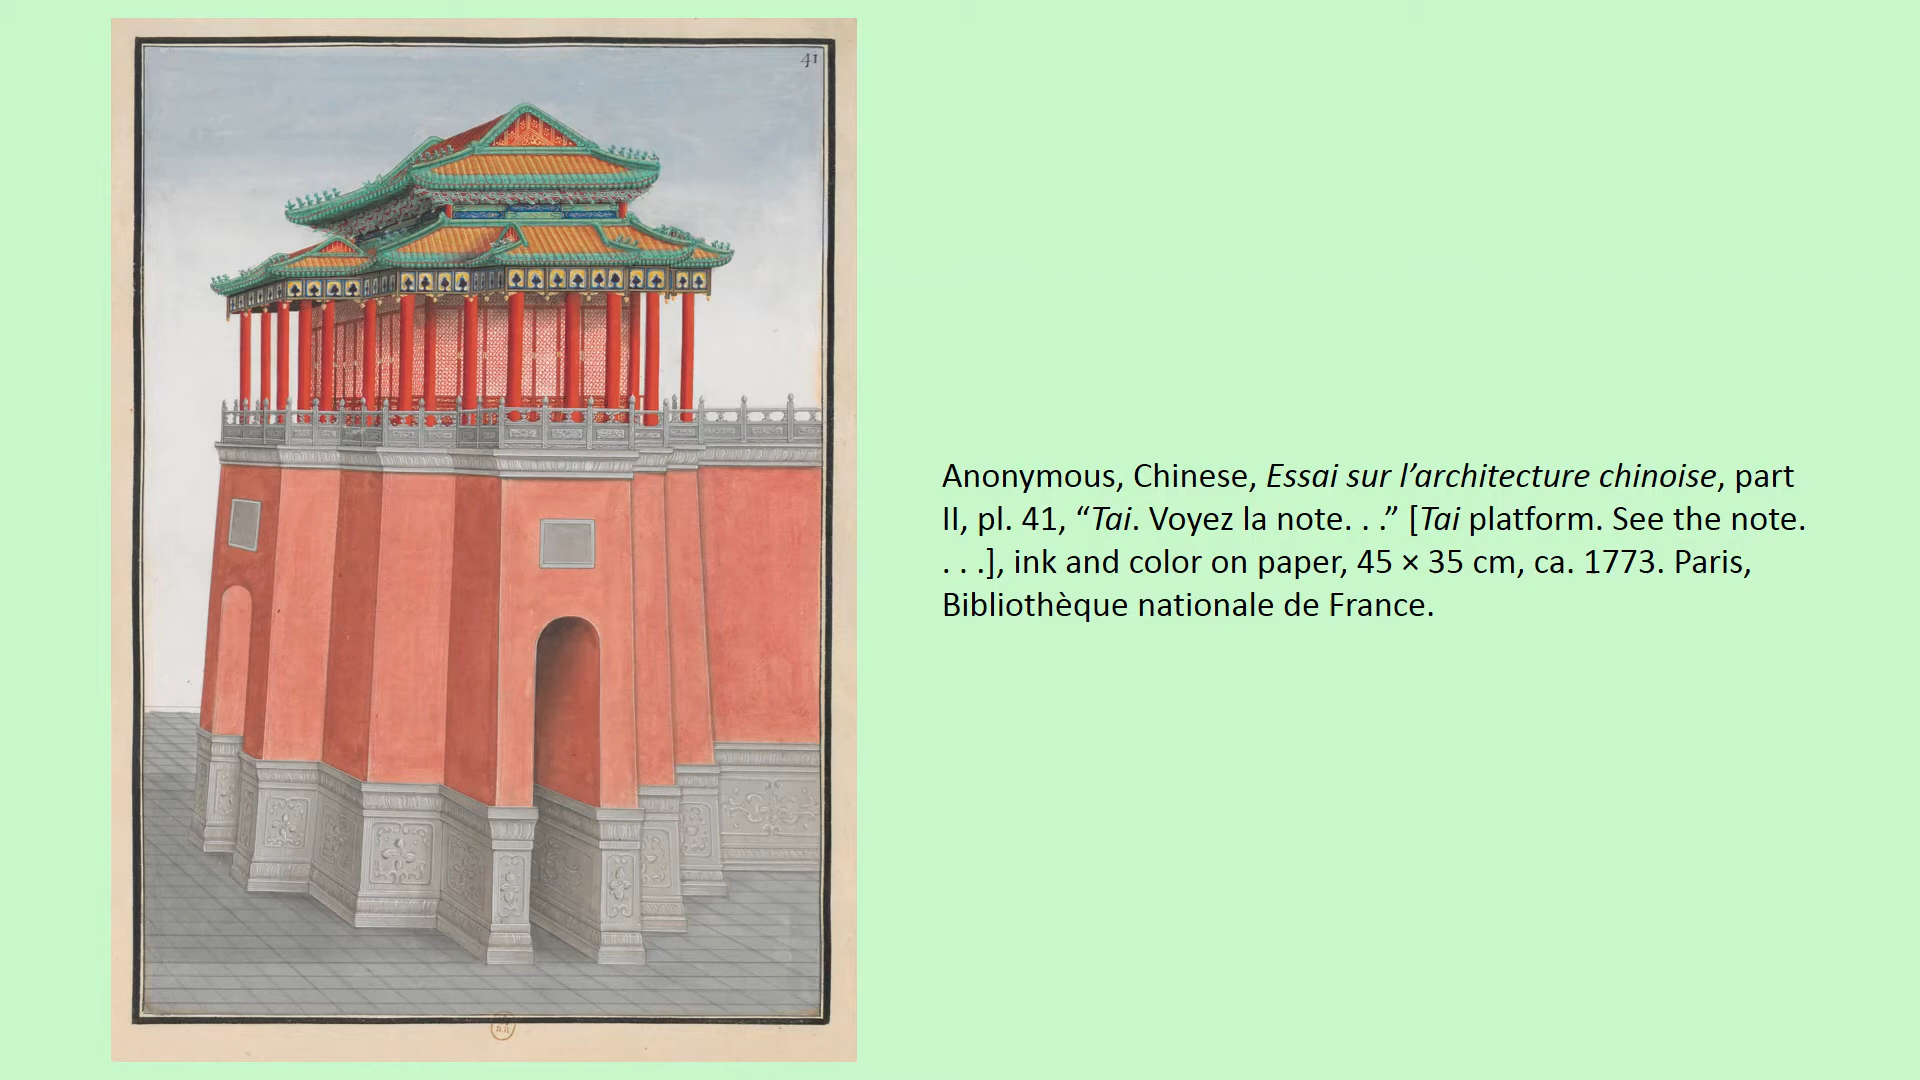 41
Anonymous, Chinese, Essai sur l’architecture chinoise, part
II, pl. 41, “Tai. Voyez la note. . .” [Tai platform. See the note.
. . .], ink and color on paper, 45 × 35 cm, ca. 1773. Paris,
Bibliothèque nationale de France.